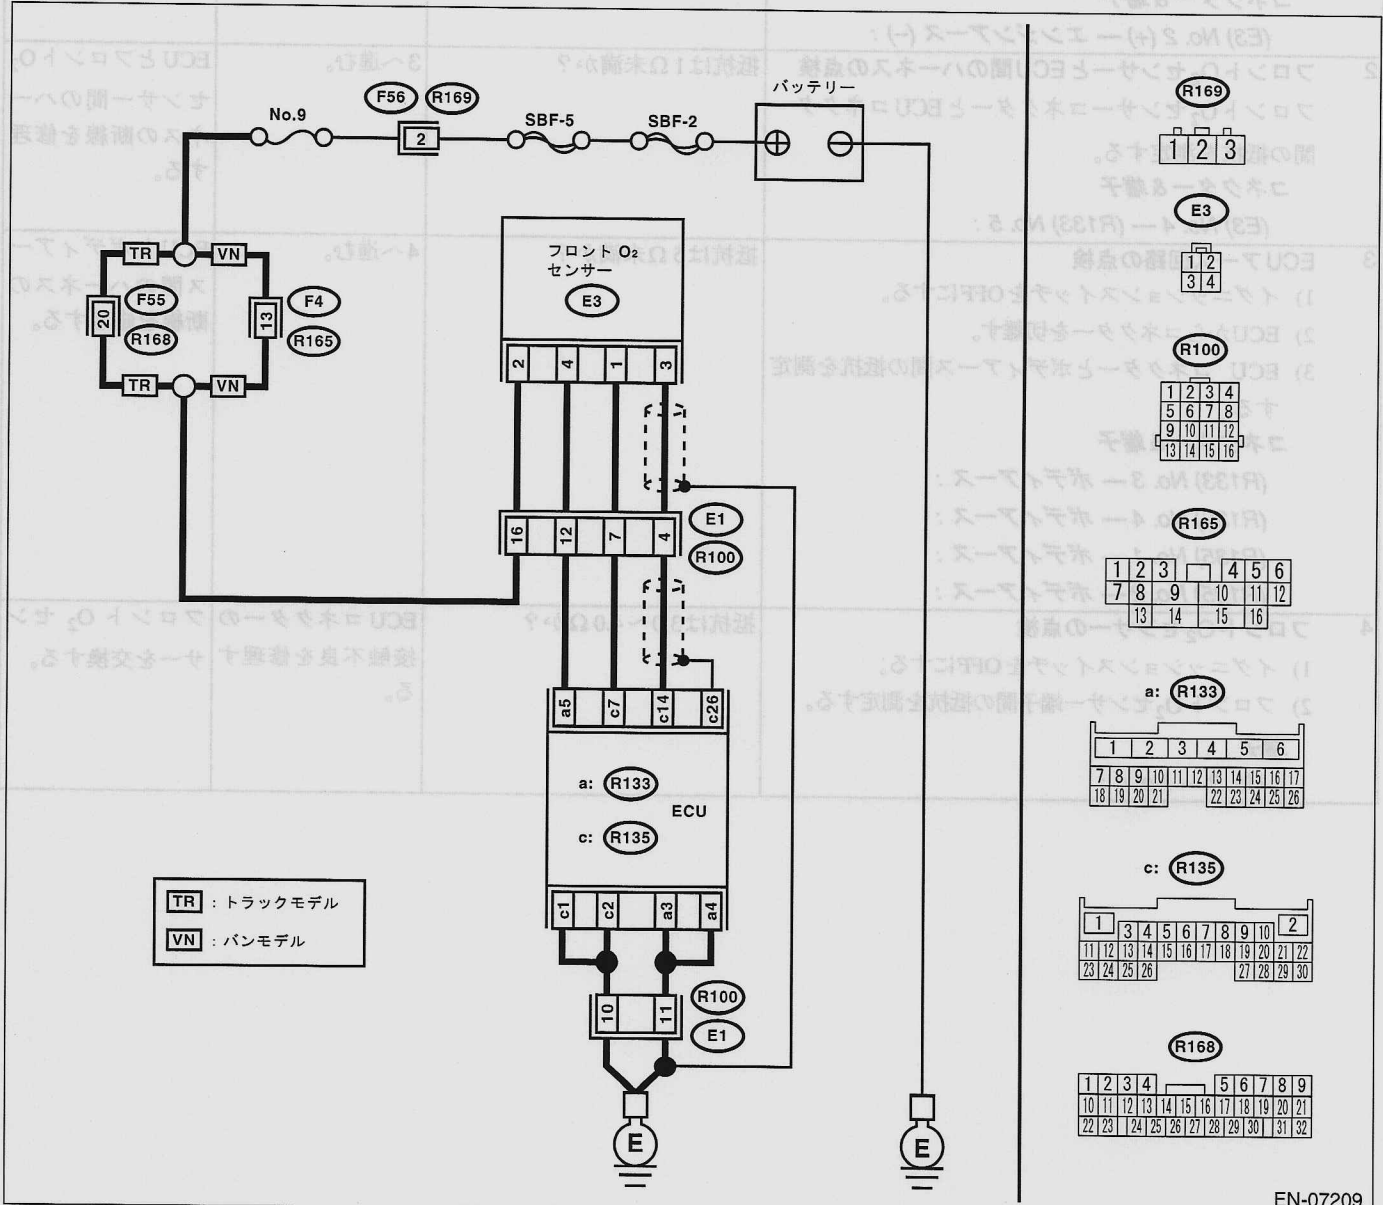 バッテリー
No.9
F56 R169
2
SBF-5
SBF-2
TR VN
20
F55
R168
13
F4
R165
TR VN
フロント O₂
センサー
E3
2 4 1 3
16 12 7 4
E1
R100
a5 c7 c14 c26
a: R133
ECU
c: R135
c1 c2 a3 a4
10 11
R100
E1
E
E
TR : トラックモデル
VN : バンモデル
R169
1 2 3
E3
1 2
3 4
R100
1 2 3 4
5 6 7 8
9 10 11 12
13 14 15 16
R165
1 2 3 4 5 6
7 8 9 10 11 12
13 14 15 16
a: R133
1 2 3 4 5 6
7 8 9 10 11 12 13 14 15 16 17
18 19 20 21 22 23 24 25 26
c: R135
1 2
3 4 5 6 7 8 9 10
11 12 13 14 15 16 17 18 19 20 21 22
23 24 25 26 27 28 29 30
R168
1 2 3 4 5 6 7 8 9
10 11 12 13 14 15 16 17 18 19 20 21
22 23 24 25 26 27 28 29 30 31 32
EN-07209